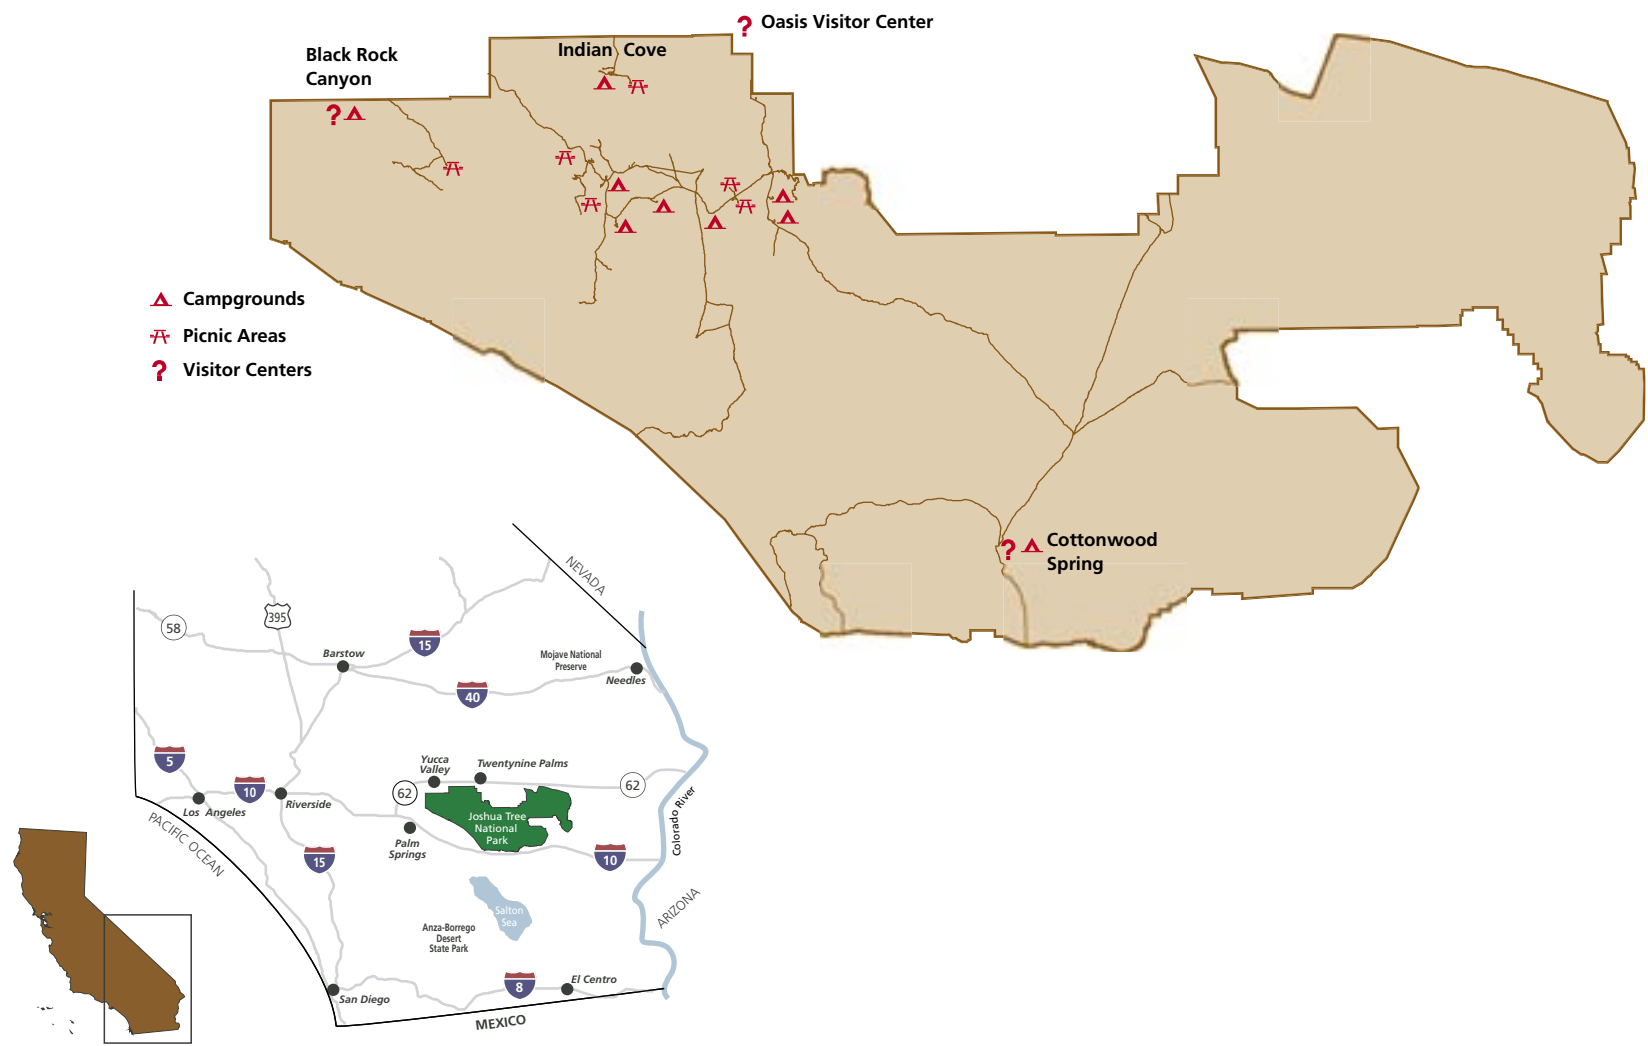 Oasis Visitor Center
Indian Cove
Black Rock
Canyon
Campgrounds
Picnic Areas
Visitor Centers
Cottonwood
Spring
NEVADA
58
395
15
Barstow
Mojave National
Preserve
40
Needles
5
10
Los Angeles
Riverside
Yucca
Valley
Twentynine Palms
62
62
Joshua Tree
National
Park
Palm
Springs
Colorado River
PACIFIC OCEAN
15
10
Salton
Sea
ARIZONA
Anza-Borrego
Desert
State Park
8
El Centro
San Diego
MEXICO